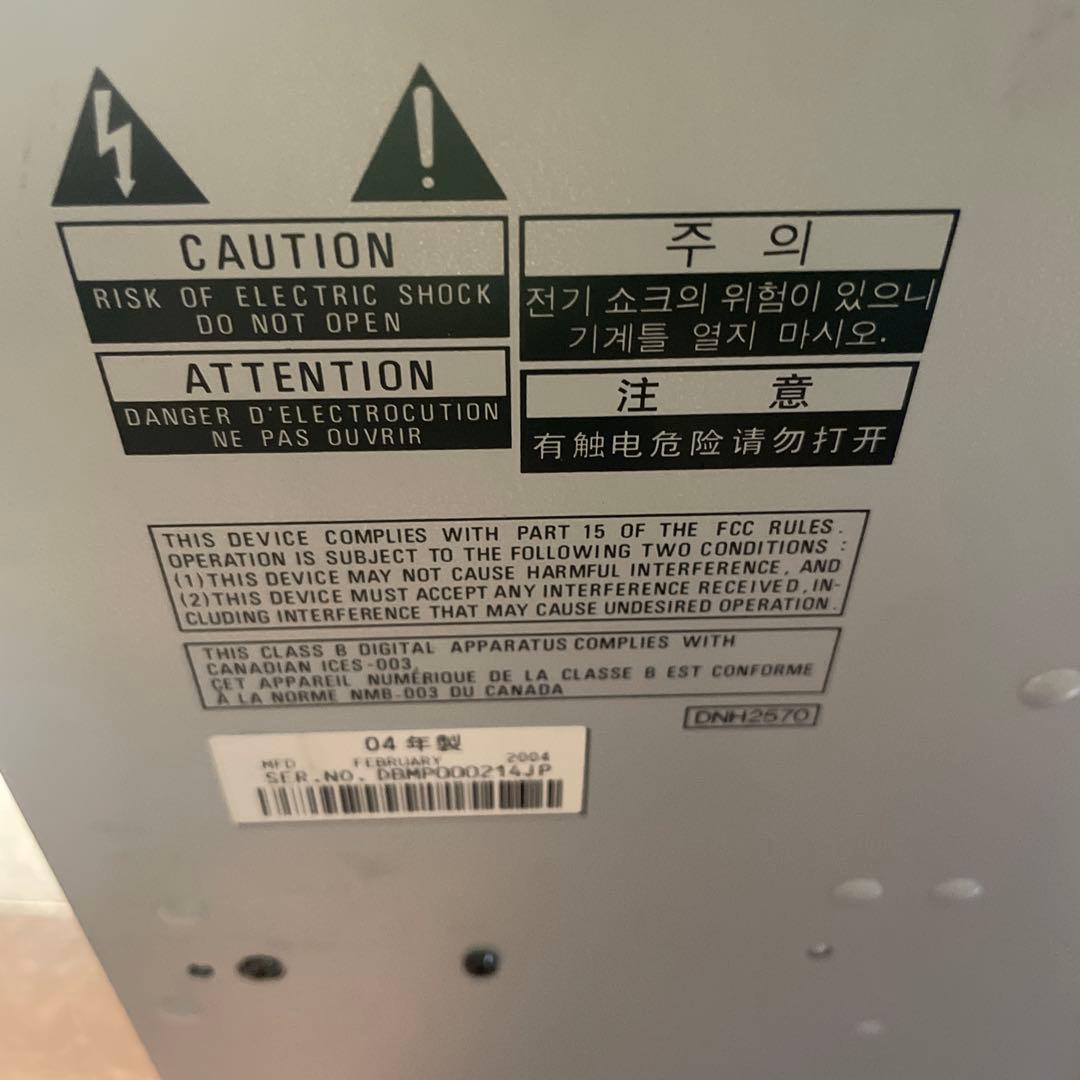 CAUTION
RISK OF ELECTRIC SHOCK
DO NOT OPEN
ATTENTION
DANGER D'ELECTROCUTION
NE PAS OUVRIR
주 의
전기 쇼크의 위험이 있으니
기계틀 열지 마시오.
注 意
有触电危险请勿打开
THIS DEVICE COMPLIES WITH PART 15 OF THE FCC RULES.
OPERATION IS SUBJECT TO THE FOLLOWING TWO CONDITIONS :
(1) THIS DEVICE MAY NOT CAUSE HARMFUL INTERFERENCE, AND
(2) THIS DEVICE MUST ACCEPT ANY INTERFERENCE RECEIVED, IN-
CLUDING INTERFERENCE THAT MAY CAUSE UNDESIRED OPERATION.
THIS CLASS B DIGITAL APPARATUS COMPLIES WITH
CANADIAN ICES-003.
CET APPAREIL NUMÉRIQUE DE LA CLASSE B EST CONFORME
À LA NORME NMB-003 DU CANADA
DNH2570
04 年製
MFD FEBRUARY 2004
SER.NO. DBMP000214JP